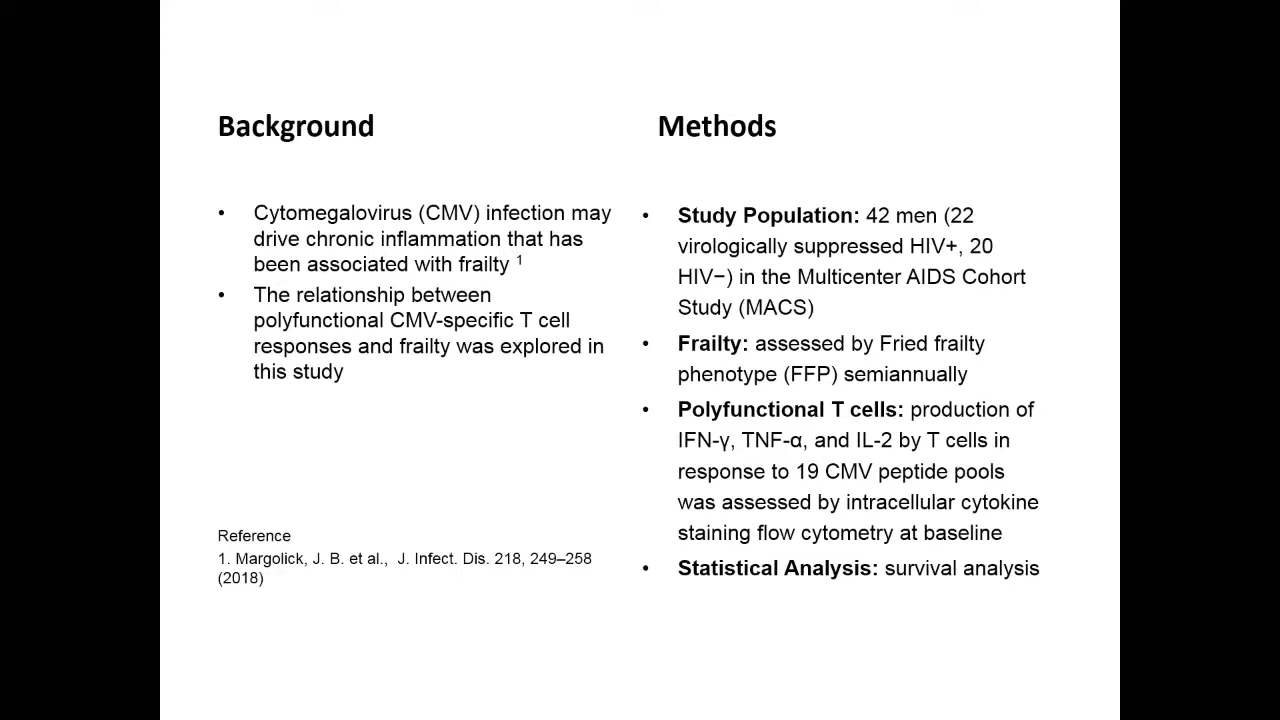 Background
• Cytomegalovirus (CMV) infection may
drive chronic inflammation that has
been associated with frailty 1
• The relationship between
polyfunctional CMV-specific T cell
responses and frailty was explored in
this study
Reference
1. Margolick, J. B. et al., J. Infect. Dis. 218, 249–258
(2018)
Methods
• Study Population: 42 men (22
virologically suppressed HIV+, 20
HIV−) in the Multicenter AIDS Cohort
Study (MACS)
• Frailty: assessed by Fried frailty
phenotype (FFP) semiannually
• Polyfunctional T cells: production of
IFN-γ, TNF-α, and IL-2 by T cells in
response to 19 CMV peptide pools
was assessed by intracellular cytokine
staining flow cytometry at baseline
• Statistical Analysis: survival analysis